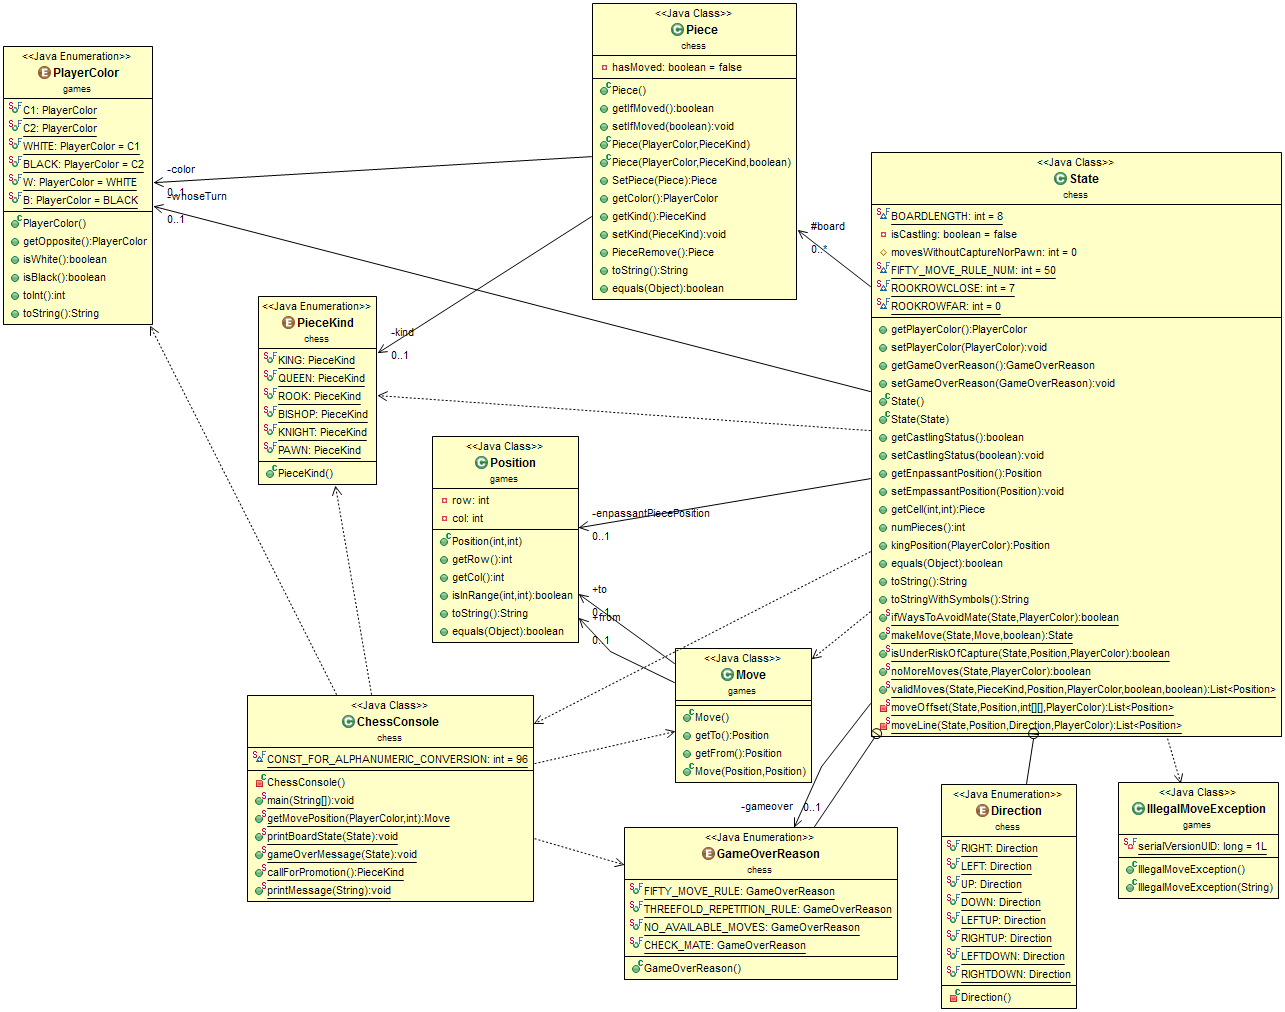 <<Java Class>>
C Piece
chess
hasMoved: boolean = false
Piece()
getIfMoved():boolean
setIfMoved(boolean):void
Piece(PlayerColor,PieceKind)
Piece(PlayerColor,PieceKind,boolean)
SetPiece(Piece):Piece
getColor():PlayerColor
getKind():PieceKind
setKind(PieceKind):void
PieceRemove():Piece
toString():String
equals(Object):boolean
<<Java Enumeration>>
E PlayerColor
games
C1: PlayerColor
C2: PlayerColor
WHITE: PlayerColor = C1
BLACK: PlayerColor = C2
W: PlayerColor = WHITE
B: PlayerColor = BLACK
PlayerColor()
getOpposite():PlayerColor
isWhite():boolean
isBlack():boolean
toInt():int
toString():String
-color
0..1
-whoseTurn
0..1
<<Java Class>>
C State
chess
BOARDLENGTH: int = 8
isCastling: boolean = false
movesWithoutCaptureNorPawn: int = 0
FIFTY_MOVE_RULE_NUM: int = 50
ROOKROWCLOSE: int = 7
ROOKROWFAR: int = 0
getPlayerColor():PlayerColor
setPlayerColor(PlayerColor):void
getGameOverReason():GameOverReason
setGameOverReason(GameOverReason):void
State()
State(State)
getCastlingStatus():boolean
setCastlingStatus(boolean):void
getEnpassantPosition():Position
setEmpassantPosition(Position):void
getCell(int,int):Piece
numPieces():int
kingPosition(PlayerColor):Position
equals(Object):boolean
toString():String
toStringWithSymbols():String
ifWaysToAvoidMate(State,PlayerColor):boolean
makeMove(State,Move,boolean):State
isUnderRiskOfCapture(State,Position,PlayerColor):boolean
noMoreMoves(State,PlayerColor):boolean
validMoves(State,PieceKind,Position,PlayerColor,boolean,boolean):List<Position>
moveOffset(State,Position,int[][],PlayerColor):List<Position>
moveLine(State,Position,Direction,PlayerColor):List<Position>
#board
0..*
<<Java Enumeration>>
E PieceKind
chess
KING: PieceKind
QUEEN: PieceKind
ROOK: PieceKind
BISHOP: PieceKind
KNIGHT: PieceKind
PAWN: PieceKind
PieceKind()
-kind
0..1
<<Java Class>>
C Position
games
row: int
col: int
Position(int,int)
getRow():int
getCol():int
isInRange(int,int):boolean
toString():String
equals(Object):boolean
-enpassantPiecePosition
0..1
+to
0..1
+from
0..1
<<Java Class>>
C Move
games
Move()
getTo():Position
getFrom():Position
Move(Position,Position)
<<Java Class>>
C ChessConsole
chess
CONST_FOR_ALPHANUMERIC_CONVERSION: int = 96
ChessConsole()
main(String[]):void
getMovePosition(PlayerColor,int):Move
printBoardState(State):void
gameOverMessage(State):void
callForPromotion():PieceKind
printMessage(String):void
-gameover
0..1
<<Java Enumeration>>
E GameOverReason
chess
FIFTY_MOVE_RULE: GameOverReason
THREEFOLD_REPETITION_RULE: GameOverReason
NO_AVAILABLE_MOVES: GameOverReason
CHECK_MATE: GameOverReason
GameOverReason()
<<Java Enumeration>>
E Direction
chess
RIGHT: Direction
LEFT: Direction
UP: Direction
DOWN: Direction
LEFTUP: Direction
RIGHTUP: Direction
LEFTDOWN: Direction
RIGHTDOWN: Direction
Direction()
<<Java Class>>
C IllegalMoveException
games
serialVersionUID: long = 1L
IllegalMoveException()
IllegalMoveException(String)